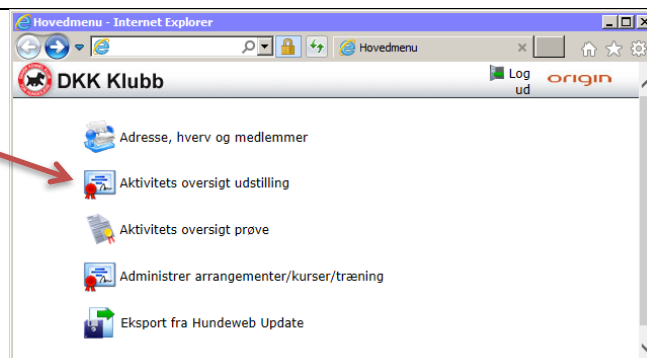 Hovedmenu - Internet Explorer
Hovedmenu
DKK Klubb
Log ud
origin
Adresse, hverv og medlemmer
Aktivitets oversigt udstilling
Aktivitets oversigt prøve
Administrer arrangementer/kurser/træning
Eksport fra Hundeweb Update